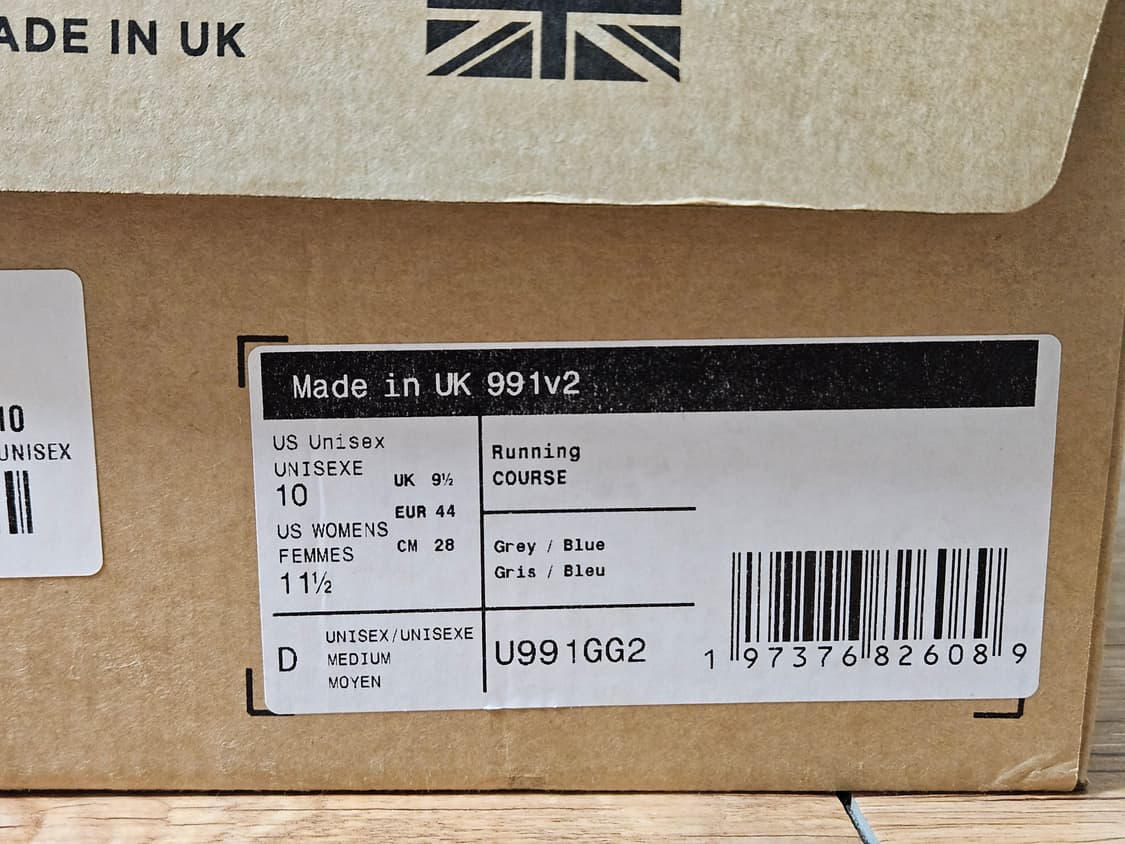 MADE IN UK
10
UNISEX
Made in UK 991v2
US Unisex
UNISEXE
10
US WOMENS
FEMMES
11½
UK 9½
EUR 44
CM 28
Running
COURSE
Grey / Blue
Gris / Bleu
D
UNISEX/UNISEXE
MEDIUM
MOYEN
U991GG2
1 97376 82608 9